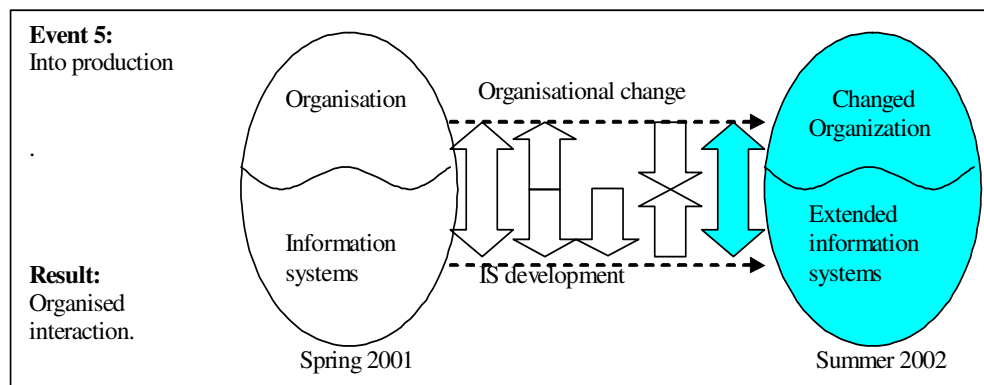 Event 5:
Into production
.
Result:
Organised
interaction.
Organisation
Information
systems
Spring 2001
Organisational change
IS development
Changed
Organization
Extended
information
systems
Summer 2002